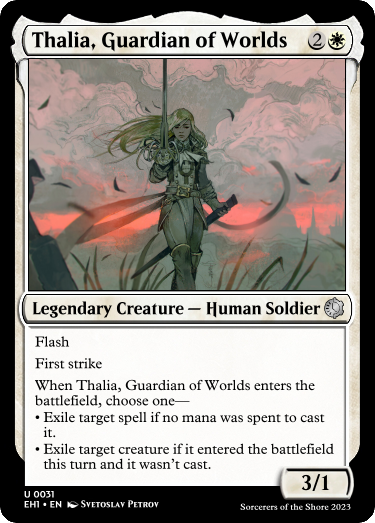 Thalia, Guardian of Worlds 2
Legendary Creature — Human Soldier
Flash
First strike
When Thalia, Guardian of Worlds enters the
battlefield, choose one—
• Exile target spell if no mana was spent to cast
it.
• Exile target creature if it entered the battlefield
this turn and it wasn't cast.
3/1
U 0031
EH1 • EN Svetoslav Petrov
Sorcerers of the Shore 2023